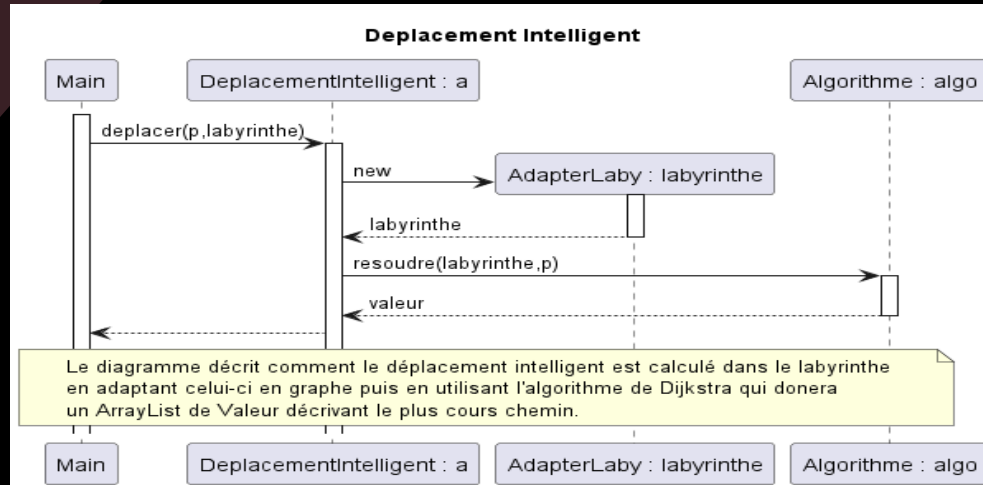 Deplacement Intelligent
Main
DeplacementIntelligent : a
Algorithme : algo
deplacer(p,labyrinthe)
new
AdapterLaby : labyrinthe
labyrinthe
resoudre(labyrinthe,p)
valeur
Le diagramme décrit comment le déplacement intelligent est calculé dans le labyrinthe
en adaptant celui-ci en graphe puis en utilisant l'algorithme de Dijkstra qui donera
un ArrayList de Valeur décrivant le plus cours chemin.
Main
DeplacementIntelligent : a
AdapterLaby : labyrinthe
Algorithme : algo